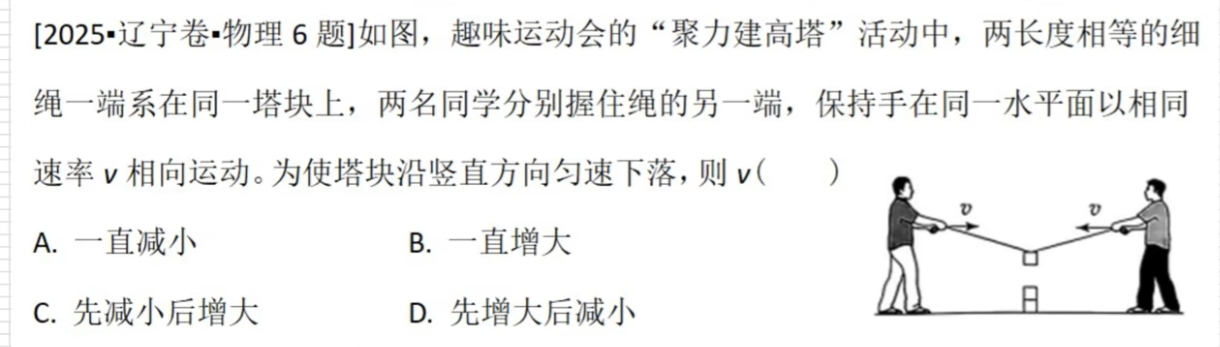 [2025▪辽宁卷▪物理 6 题]如图，趣味运动会的“聚力建高塔”活动中，两长度相等的细
绳一端系在同一塔块上，两名同学分别握住绳的另一端，保持手在同一水平面以相同
速率 v 相向运动。为使塔块沿竖直方向匀速下落，则 v(　　)
A. 一直减小　　B. 一直增大
C. 先减小后增大　　D. 先增大后减小
v　　v